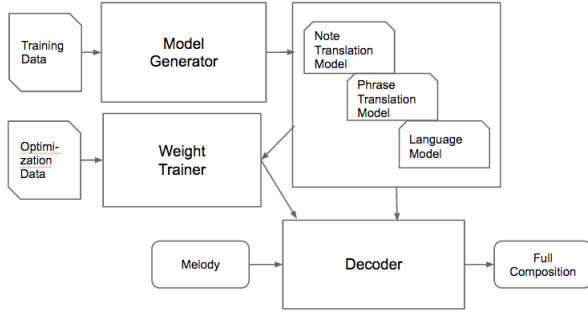 Training
Data
Model
Generator
Note
Translation
Model
Phrase
Translation
Model
Language
Model
Optimi-
zation
Data
Weight
Trainer
Melody
Decoder
Full
Composition